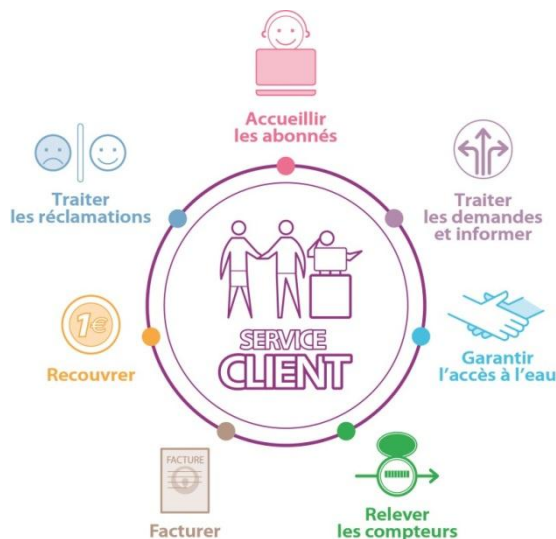 Accueillir
les abonnés
Traiter
les réclamations
Traiter
les demandes
et informer
SERVICE
CLIENT
1€
Recouvrer
Garantir
l'accès à l'eau
FACTURE
Facturer
Relever
les compteurs